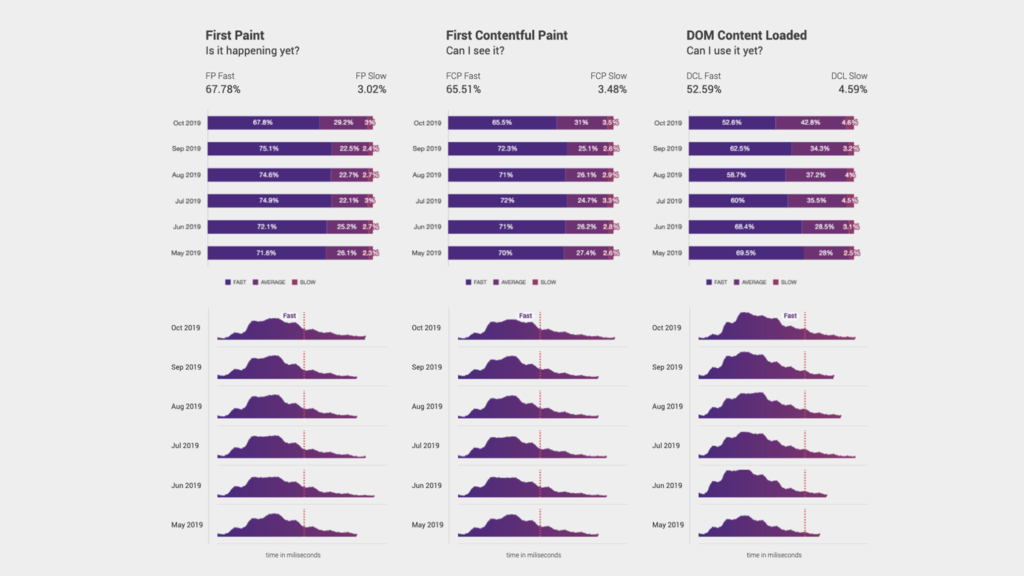 First Paint
Is it happening yet?
FP Fast FP Slow
67.78% 3.02%
Oct 2019 67.8% 29.2% 3%
Sep 2019 75.1% 22.5% 2.4%
Aug 2019 74.6% 22.7% 2.7%
Jul 2019 74.9% 22.1% 3%
Jun 2019 72.1% 25.2% 2.7%
May 2019 71.6% 26.1% 2.3%
FAST AVERAGE SLOW
Fast
Oct 2019
Sep 2019
Aug 2019
Jul 2019
Jun 2019
May 2019
time in miliseconds
First Contentful Paint
Can I see it?
FCP Fast FCP Slow
65.51% 3.48%
Oct 2019 65.5% 31% 3.5%
Sep 2019 72.3% 25.1% 2.6%
Aug 2019 71% 26.1% 2.9%
Jul 2019 72% 24.7% 3.3%
Jun 2019 71% 26.2% 2.8%
May 2019 70% 27.4% 2.6%
FAST AVERAGE SLOW
Fast
Oct 2019
Sep 2019
Aug 2019
Jul 2019
Jun 2019
May 2019
time in miliseconds
DOM Content Loaded
Can I use it yet?
DCL Fast DCL Slow
52.59% 4.59%
Oct 2019 52.6% 42.8% 4.6%
Sep 2019 62.5% 34.3% 3.2%
Aug 2019 58.7% 37.2% 4%
Jul 2019 60% 35.5% 4.5%
Jun 2019 68.4% 28.5% 3.1%
May 2019 69.5% 28% 2.5%
FAST AVERAGE SLOW
Fast
Oct 2019
Sep 2019
Aug 2019
Jul 2019
Jun 2019
May 2019
time in miliseconds